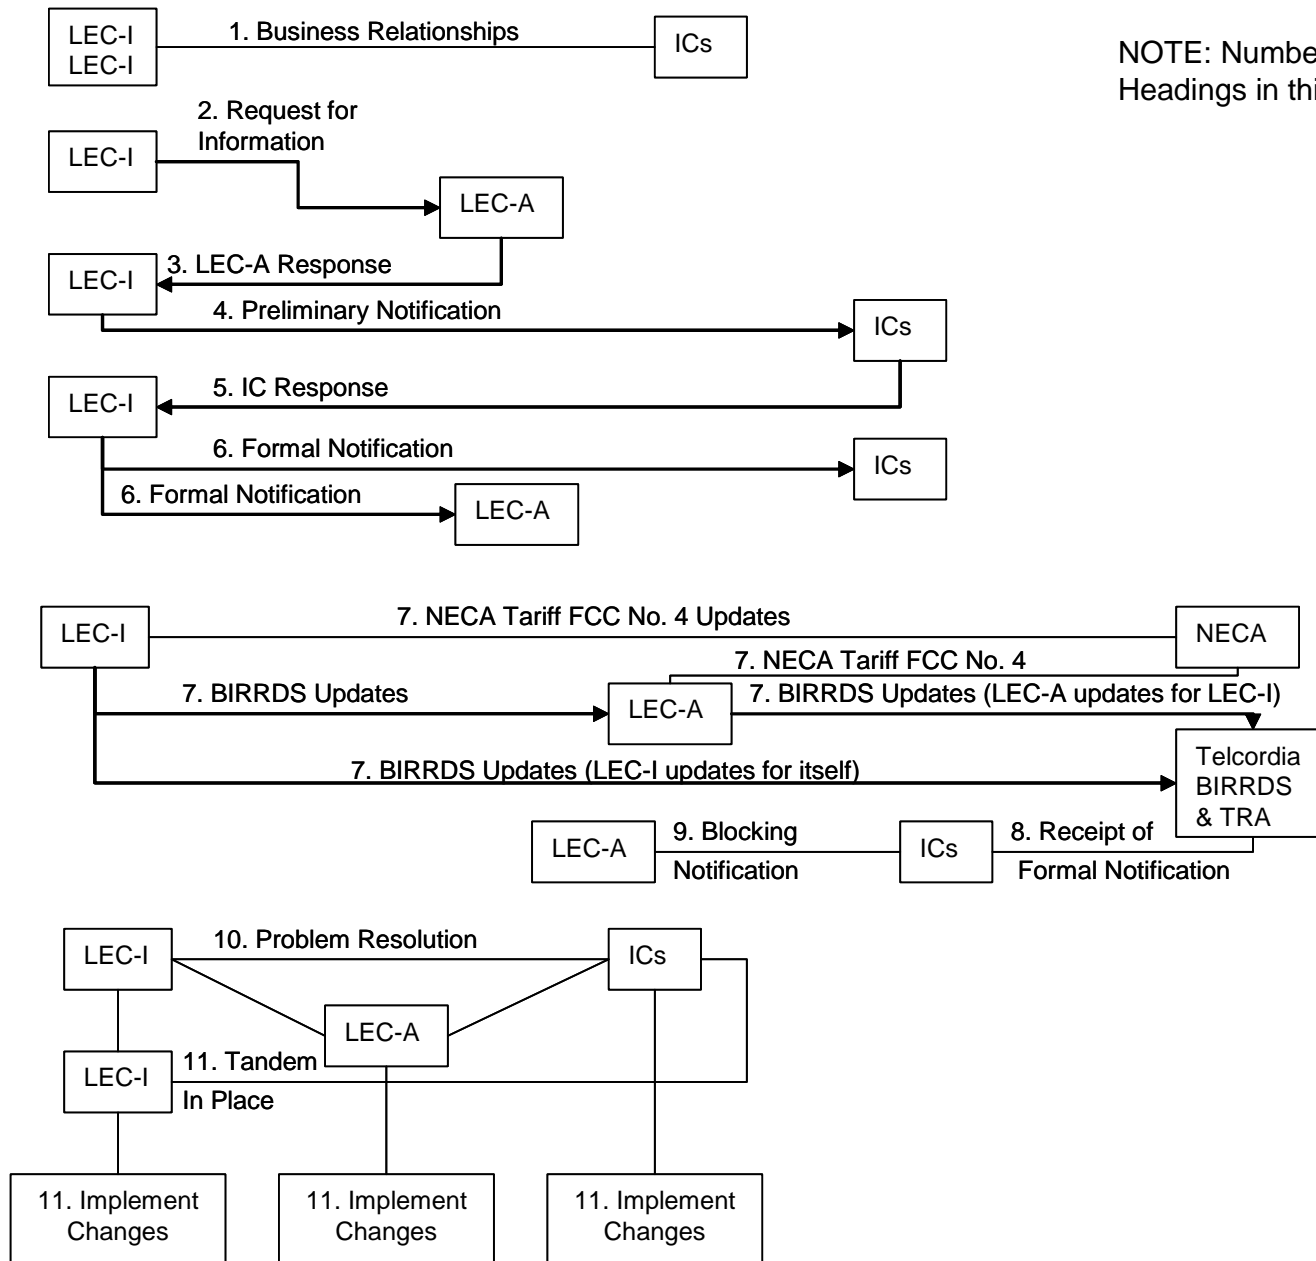 LEC-I
LEC-I
1. Business Relationships
ICs
NOTE: Numbe
Headings in thi
2. Request for
Information
LEC-I
LEC-A
LEC-I
3. LEC-A Response
4. Preliminary Notification
ICs
LEC-I
5. IC Response
6. Formal Notification
ICs
6. Formal Notification
LEC-A
LEC-I
7. NECA Tariff FCC No. 4 Updates
NECA
7. NECA Tariff FCC No. 4
7. BIRRDS Updates
LEC-A
7. BIRRDS Updates (LEC-A updates for LEC-I)
7. BIRRDS Updates (LEC-I updates for itself)
Telcordia
BIRRDS
& TRA
LEC-A
9. Blocking
Notification
ICs
8. Receipt of
Formal Notification
LEC-I
10. Problem Resolution
ICs
LEC-A
LEC-I
11. Tandem
In Place
11. Implement
Changes
11. Implement
Changes
11. Implement
Changes